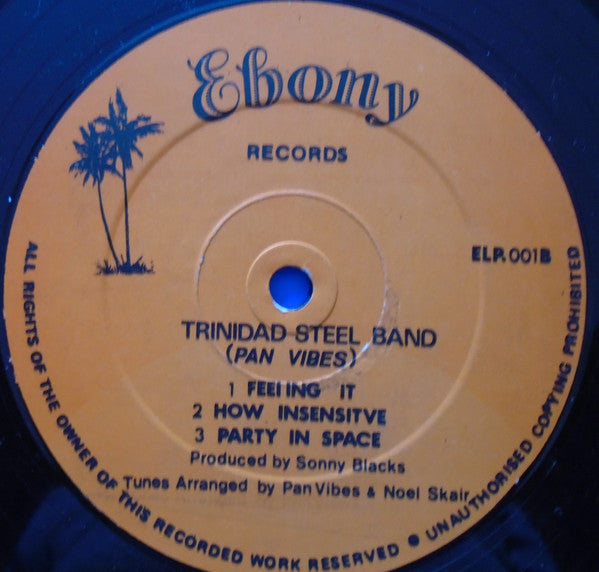 Ebony
RECORDS
ELP.001B
TRINIDAD STEEL BAND
(PAN VIBES)
1 FEEIING IT
2 HOW INSENSITVE
3 PARTY IN SPACE
Produced by Sonny Blacks
Tunes Arranged by Pan Vibes & Noel Skair
ALL RIGHTS OF THE OWNER OF THIS RECORDED WORK RESERVED ● UNAUTHORISED COPYING PROHIBITED